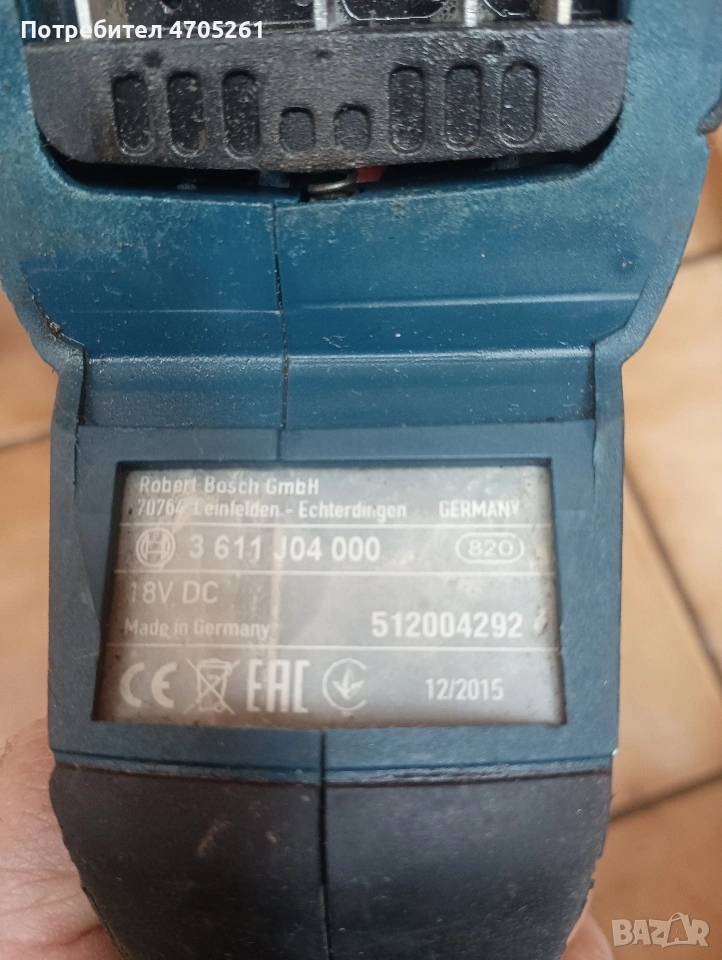 Потребител 4705261
Robert Bosch GmbH
70764 Leinfelden - Echterdingen GERMANY
3 611 J04 000 820
18V DC
Made in Germany 512004292
CE EAC 12/2015
BAZAR